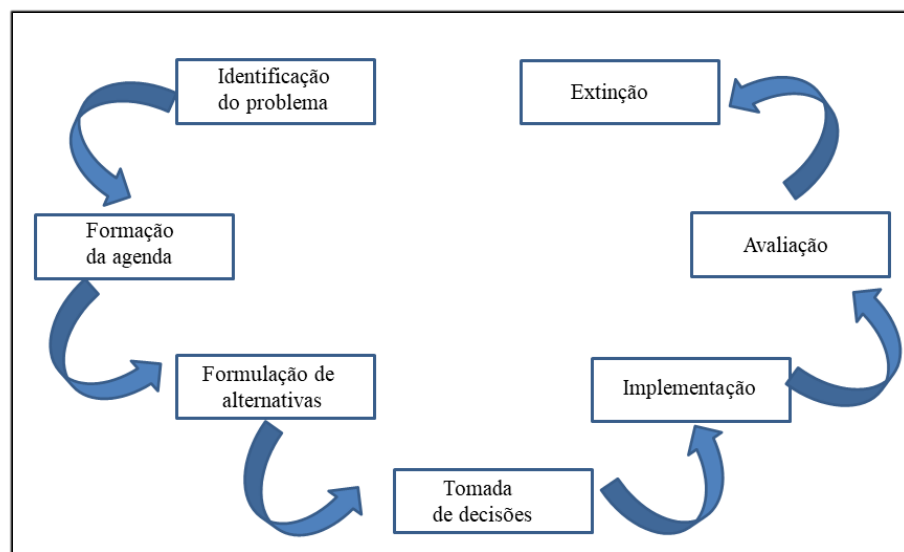 Identificação
do problema
Formação
da agenda
Formulação de
alternativas
Tomada
de decisões
Implementação
Avaliação
Extinção